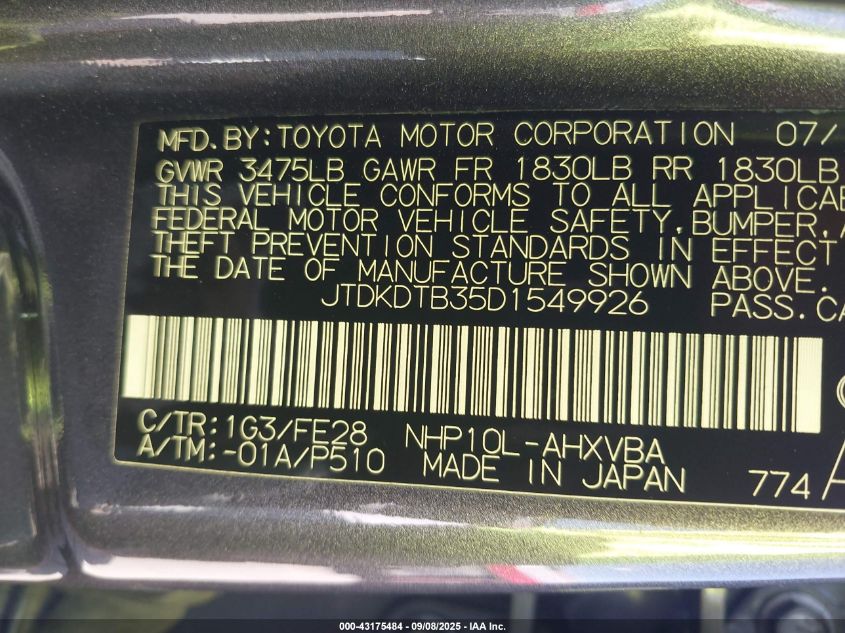 MFD.BY:TOYOTA MOTOR CORPORATION 07/
GVWR 3475LB GAWR FR 1830LB RR 1830LB
THIS VEHICLE CONFORMS TO ALL APPLICAB
FEDERAL MOTOR VEHICLE SAFETY,BUMPER,A
THEFT PREVENTION STANDARDS IN EFFECT
THE DATE OF MANUFACTURE SHOWN ABOVE.
JTDKDTB35D1549926 PASS.CA
C/TR:1G3/FE28 NHP10L-AHXVBA
A/TM:-01A/P510 MADE IN JAPAN 774
000-43175484 - 09/08/2025 - IAA Inc.